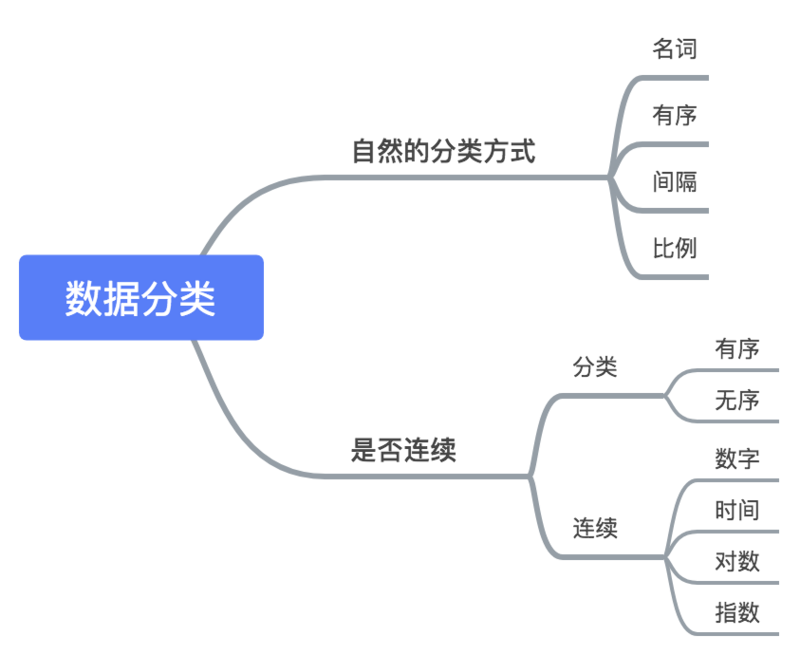 数据分类
自然的分类方式
名词
有序
间隔
比例
是否连续
分类
有序
无序
连续
数字
时间
对数
指数